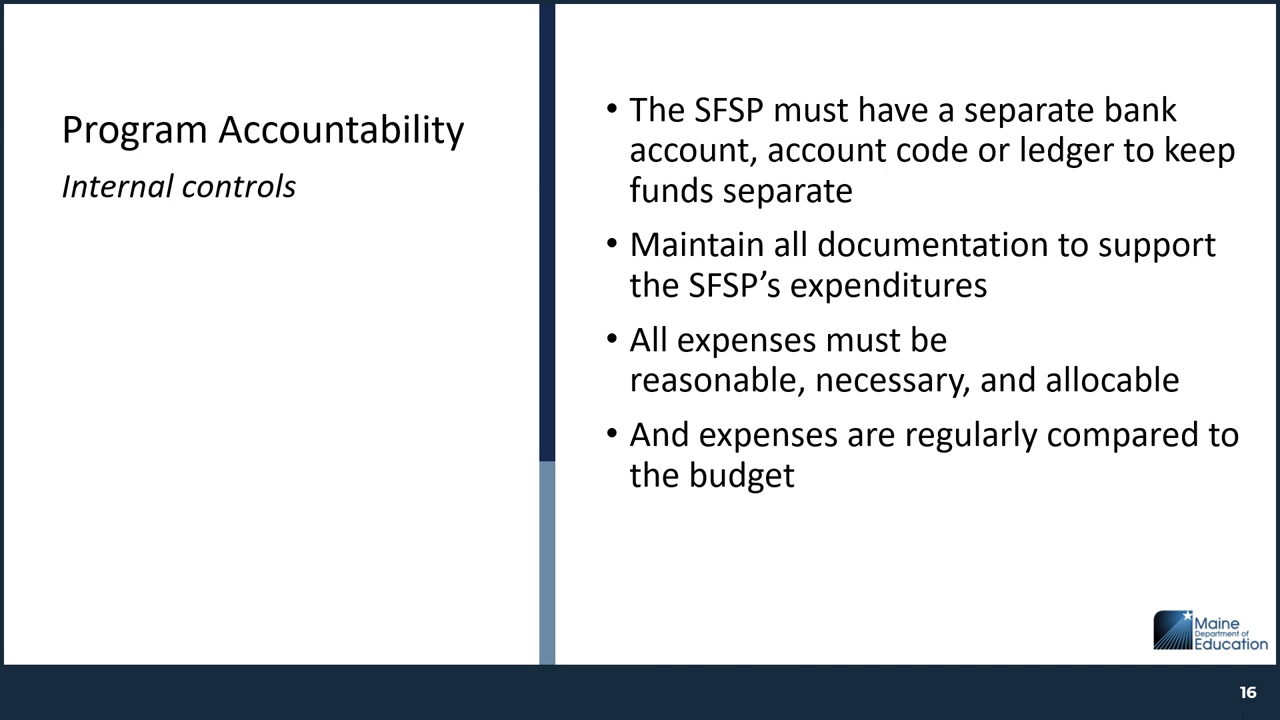 Program Accountability
Internal controls
• The SFSP must have a separate bank
account, account code or ledger to keep
funds separate
• Maintain all documentation to support
the SFSP’s expenditures
• All expenses must be
reasonable, necessary, and allocable
• And expenses are regularly compared to
the budget
Maine
Department of
Education
16